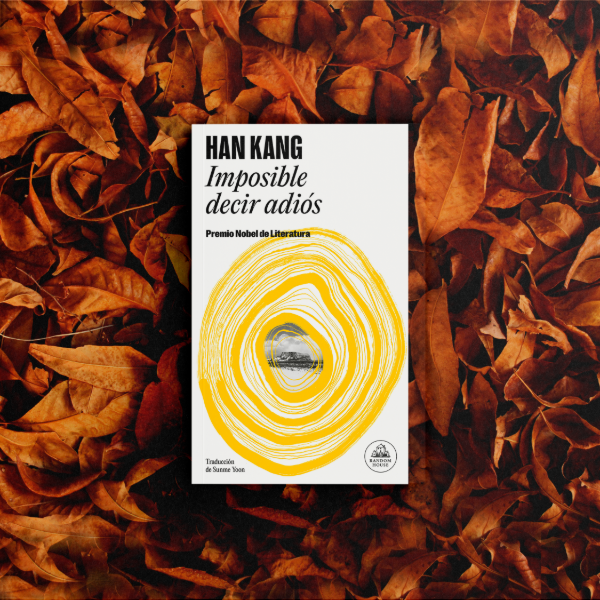 HAN KANG
Imposible
decir adiós
Premio Nobel de Literatura
Traducción
de Sunme Yoon
RANDOM
HOUSE